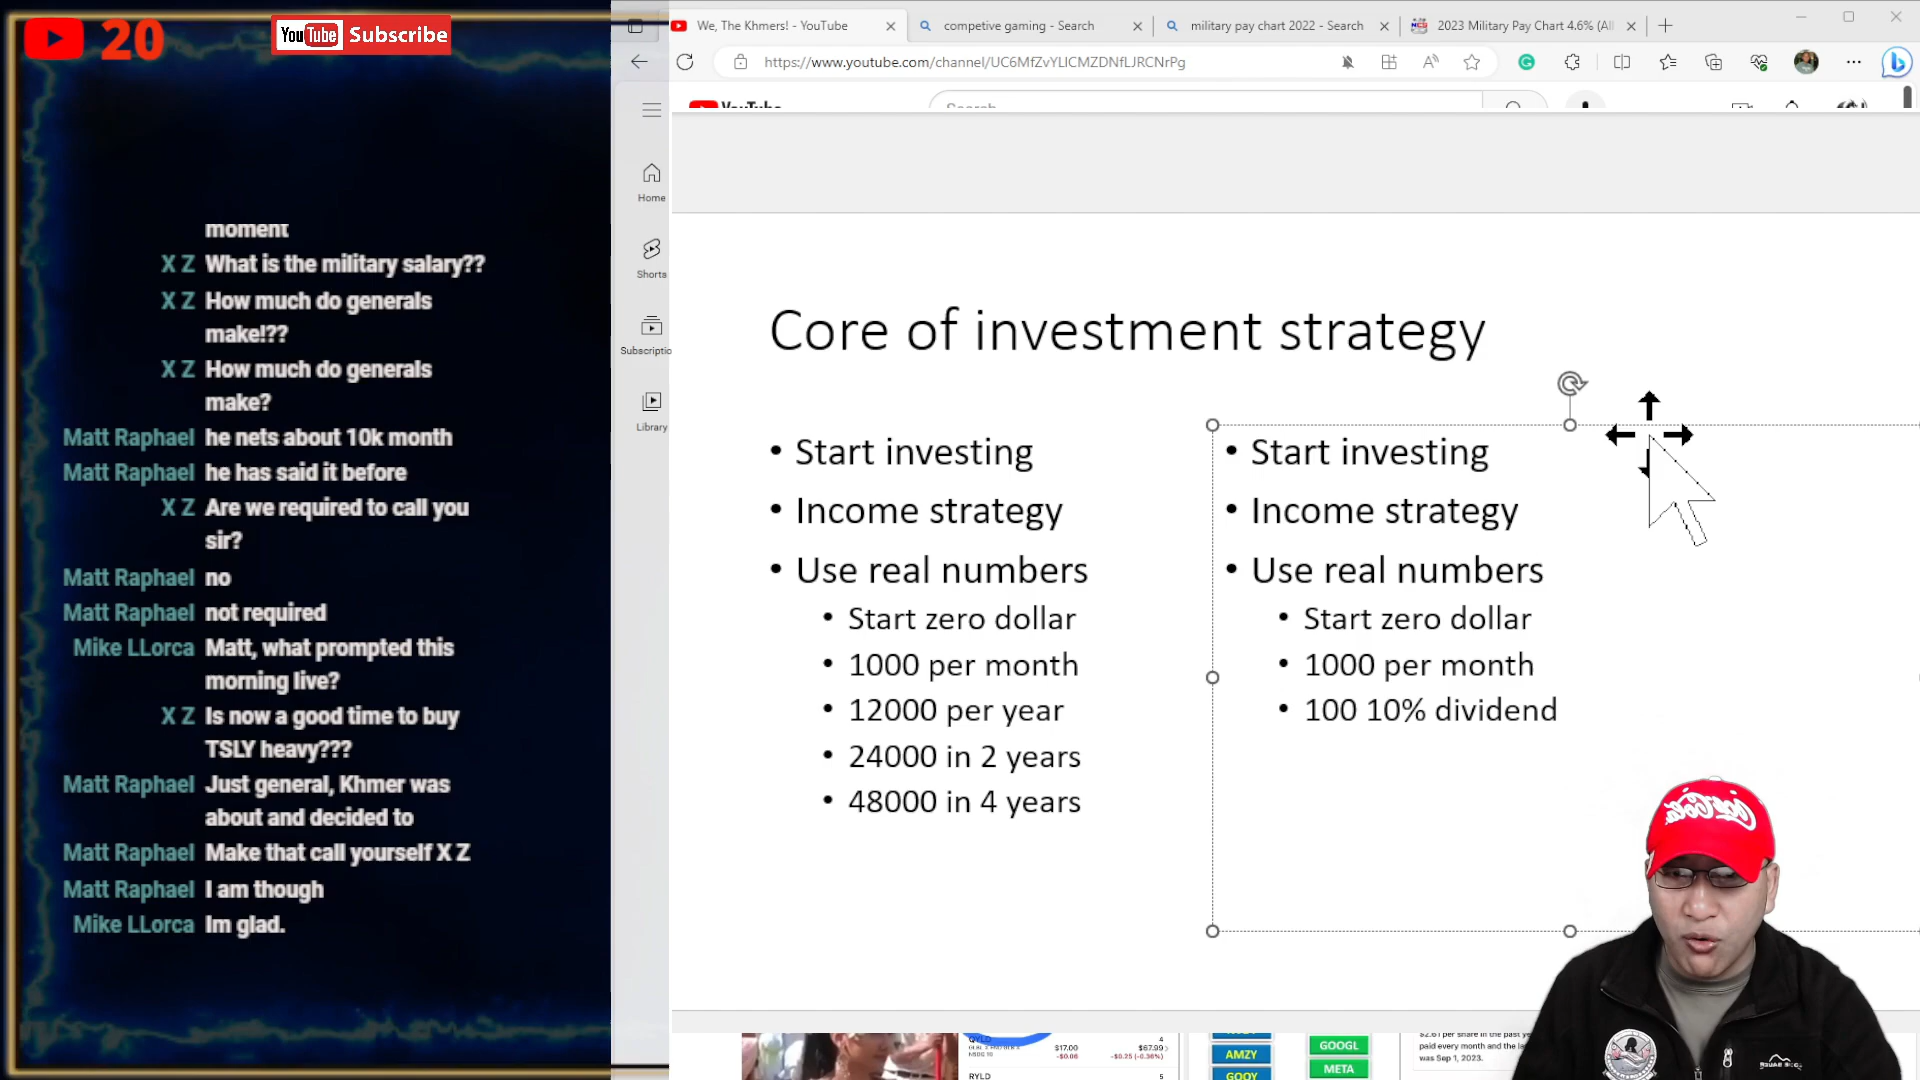 20
YouTube Subscribe
moment
X Z What is the military salary??
X Z How much do generals
make!??
X Z How much do generals
make?
Matt Raphael he nets about 10k month
Matt Raphael he has said it before
X Z Are we required to call you
sir?
Matt Raphael no
Matt Raphael not required
Mike LLorca Matt, what prompted this
morning live?
X Z Is now a good time to buy
TSLY heavy???
Matt Raphael Just general, Khmer was
about and decided to
Matt Raphael Make that call yourself X Z
Matt Raphael I am though
Mike LLorca Im glad.
We, The Khmers! - YouTube
competive gaming - Search
military pay chart 2022 - Search
2023 Military Pay Chart 4.6% (All
https://www.youtube.com/channel/UC6MfZvYLlCMZDNfLJRCNrPg
YouTube
Search
Home
Shorts
Subscriptio
Library
Core of investment strategy
• Start investing
• Income strategy
• Use real numbers
• Start zero dollar
• 1000 per month
• 12000 per year
• 24000 in 2 years
• 48000 in 4 years
• Start investing
• Income strategy
• Use real numbers
• Start zero dollar
• 1000 per month
• 100 10% dividend
Coca-Cola
QYLD 4
$17.00 $67.99
-$0.06 -$0.25 (-0.36%)
RYLD 5
AMZY
GOOY
GOOGL
META
$2.61 per share in the past ye
paid every month and the la
was Sep 1, 2023.